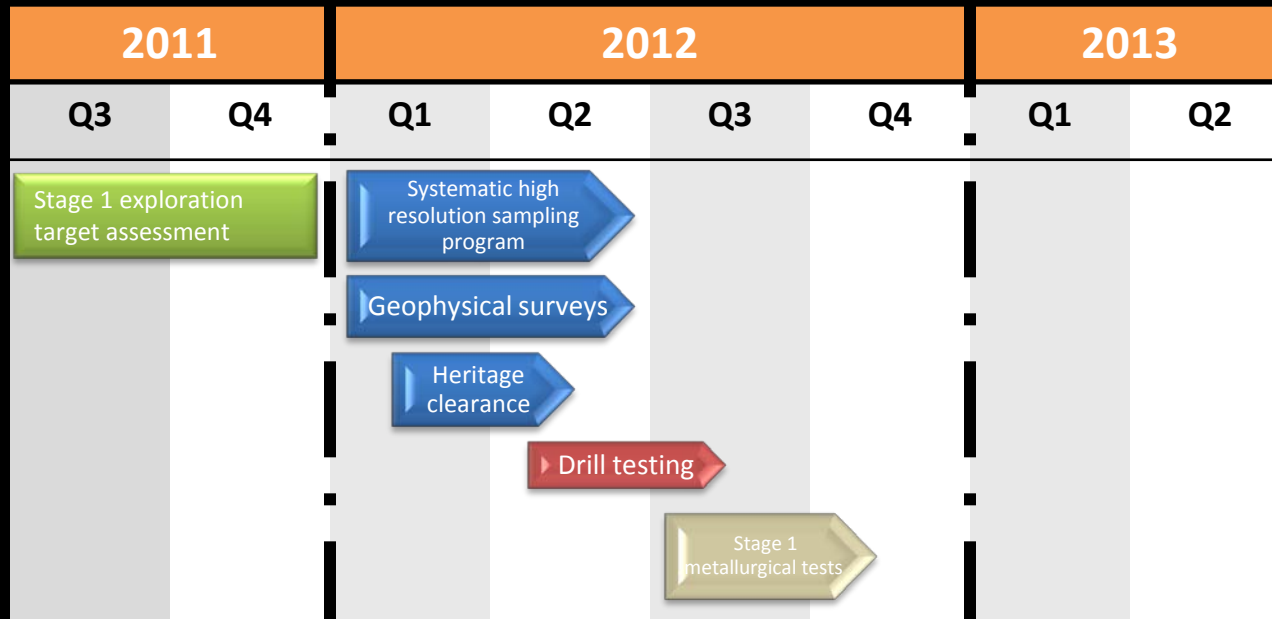 2011 2012 2013
Q3 Q4 Q1 Q2 Q3 Q4 Q1 Q2
Stage 1 exploration
target assessment
Systematic high
resolution sampling
program
Geophysical surveys
Heritage
clearance
Drill testing
Stage 1
metallurgical tests